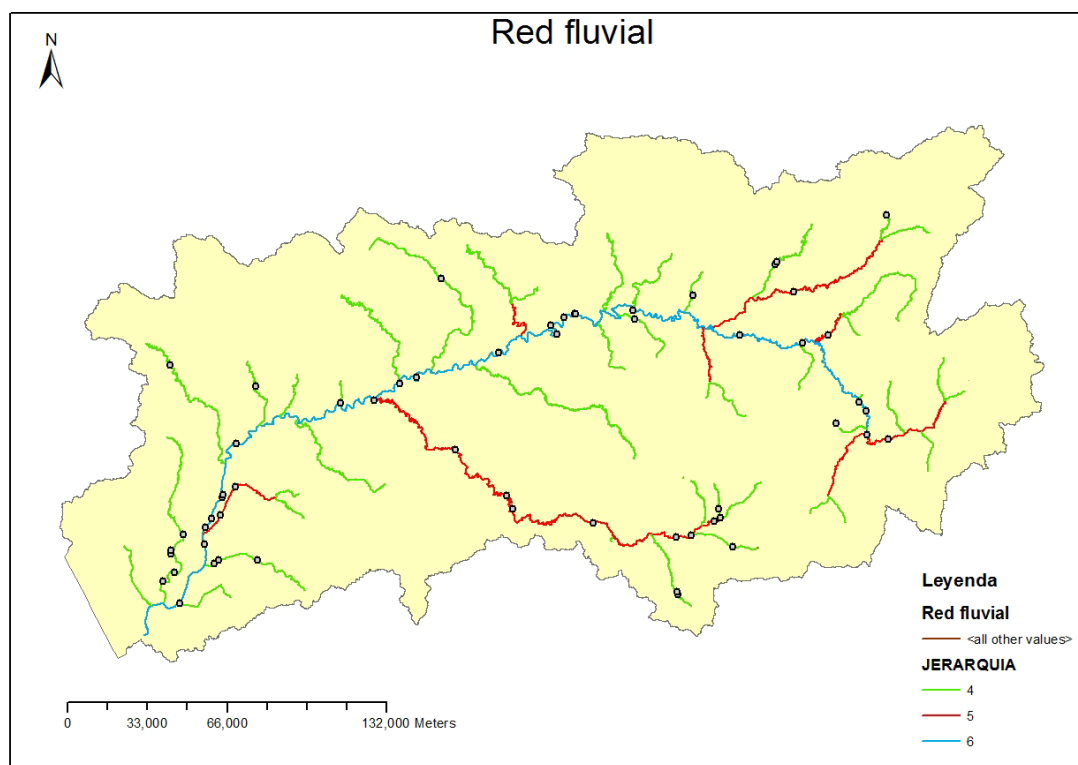 Red fluvial
N
Leyenda
Red fluvial
<all other values>
JERARQUIA
4
5
6
0 33,000 66,000 132,000 Meters